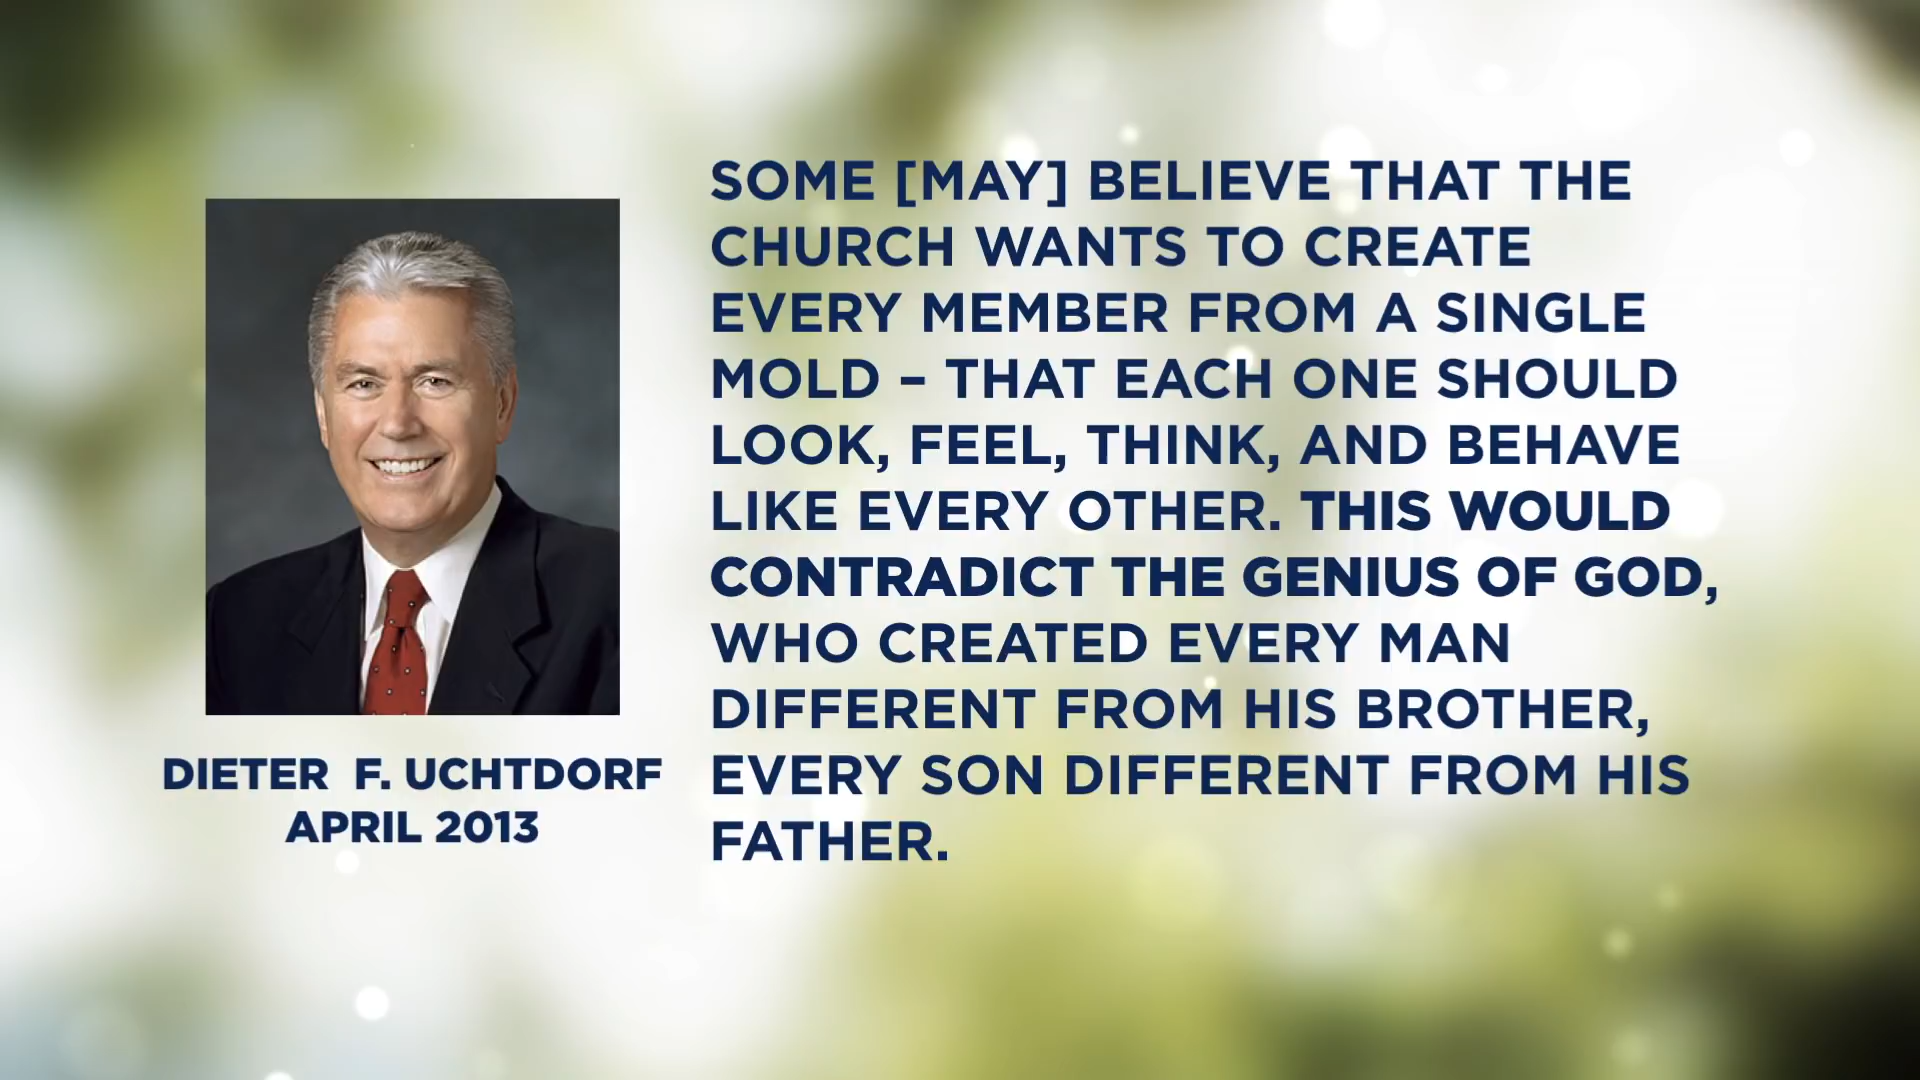 SOME [MAY] BELIEVE THAT THE
CHURCH WANTS TO CREATE
EVERY MEMBER FROM A SINGLE
MOLD – THAT EACH ONE SHOULD
LOOK, FEEL, THINK, AND BEHAVE
LIKE EVERY OTHER. THIS WOULD
CONTRADICT THE GENIUS OF GOD,
WHO CREATED EVERY MAN
DIFFERENT FROM HIS BROTHER,
EVERY SON DIFFERENT FROM HIS
FATHER.
DIETER F. UCHTDORF
APRIL 2013